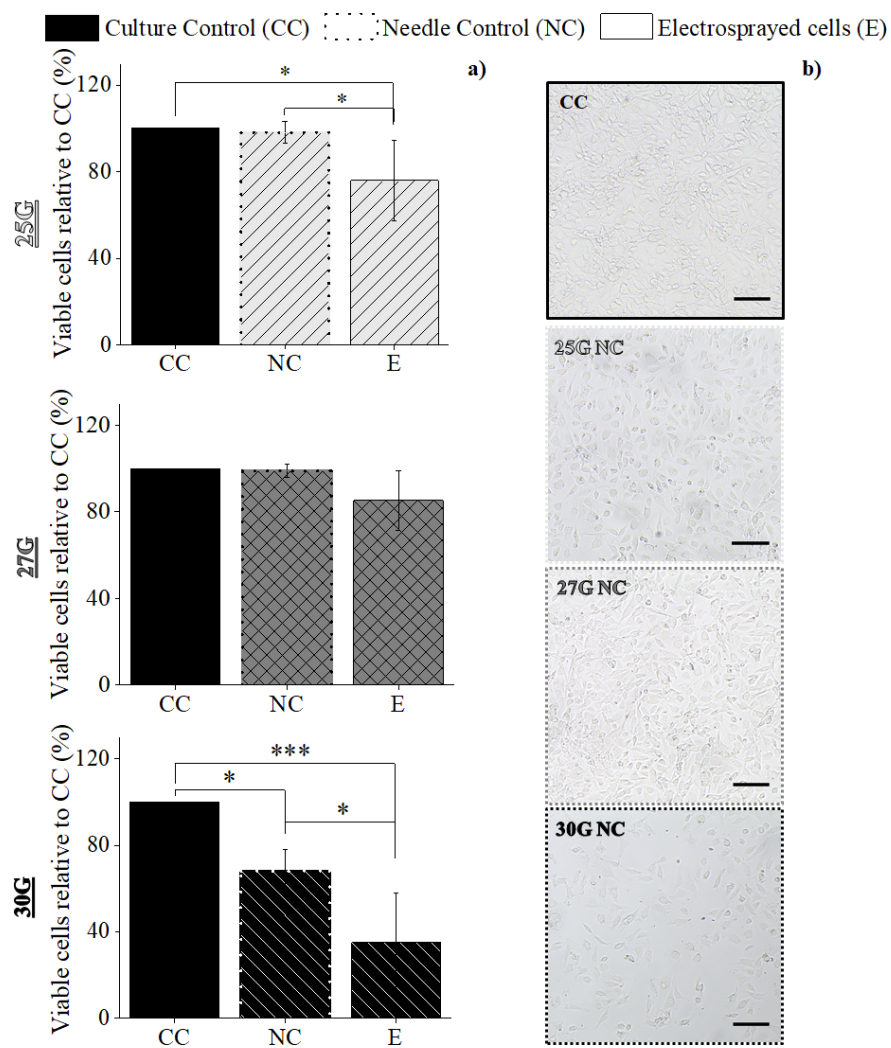 Culture Control (CC) Needle Control (NC) Electrosprayed cells (E)
a)
b)
25G
Viable cells relative to CC (%)
120
80
40
0
* 
*
CC NC E
27G
Viable cells relative to CC (%)
120
80
40
0
CC NC E
30G
Viable cells relative to CC (%)
120
80
40
0
***
*
*
CC NC E
CC
25G NC
27G NC
30G NC